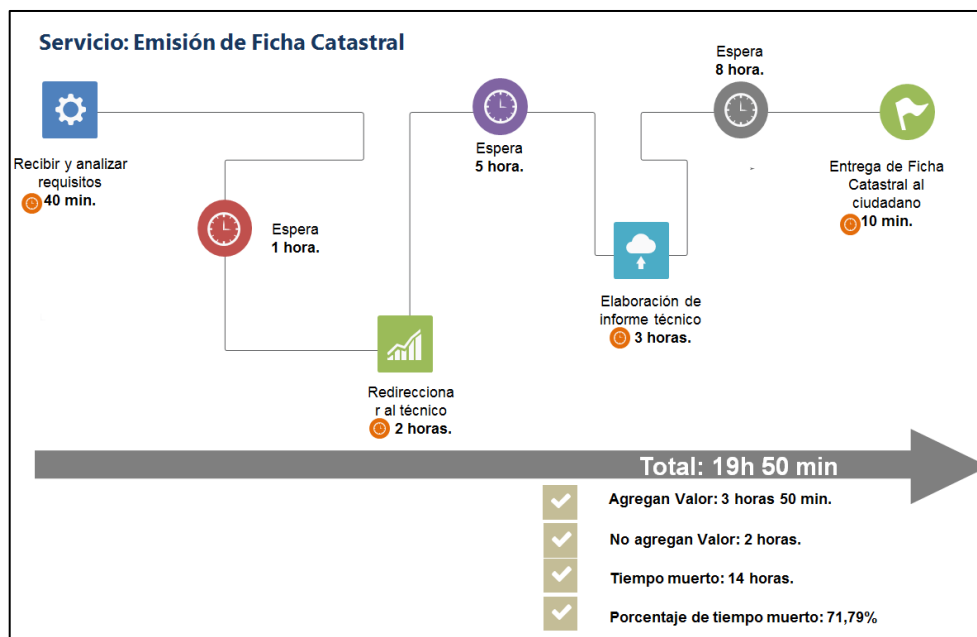 Servicio: Emisión de Ficha Catastral
Recibir y analizar
requisitos
40 min.
Espera
1 hora.
Redirecciona
r al técnico
2 horas.
Espera
5 hora.
Elaboración de
informe técnico
3 horas.
Espera
8 hora.
Entrega de Ficha
Catastral al
ciudadano
10 min.
Total: 19h 50 min
Agregan Valor: 3 horas 50 min.
No agregan Valor: 2 horas.
Tiempo muerto: 14 horas.
Porcentaje de tiempo muerto: 71,79%